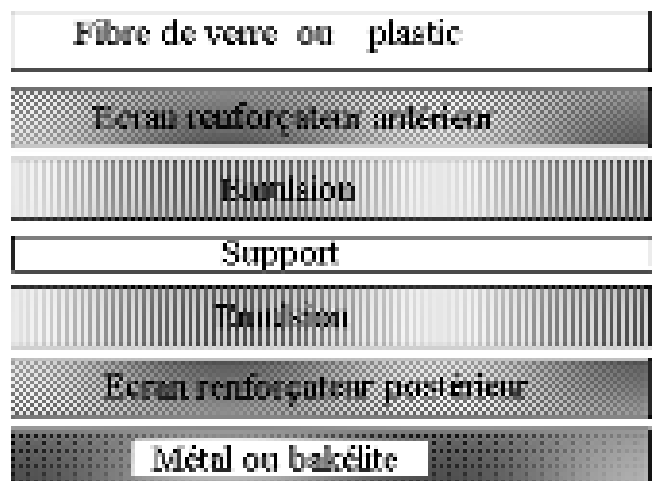 Fibre de verre ou plastic
Ecran renforçateur antérieur
Emulsion
Support
Emulsion
Ecran renforçateur postérieur
Métal ou bakélite